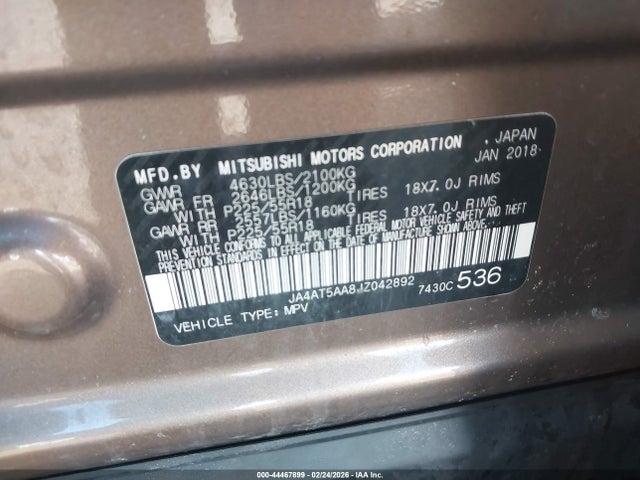 MFD.BY MITSUBISHI MOTORS CORPORATION , JAPAN
JAN 2018
GVWR 4630LBS/2100KG
GAWR FR 2646LBS/1200KG
WITH P225/55R18 TIRES 18X7.0J RIMS
GAWR RR 2557LBS/1160KG
WITH P225/55R18 TIRES 18X7.0J RIMS
THIS VEHICLE CONFORMS TO ALL APPLICABLE FEDERAL MOTOR VEHICLE SAFETY AND THEFT
PREVENTION STANDARDS IN EFFECT ON THE DATE OF MANUFACTURE SHOWN ABOVE.
JA4AT5AA8JZ042892 7430C 536
VEHICLE TYPE:MPV
000-44467899 - 02/24/2026 - IAA Inc.